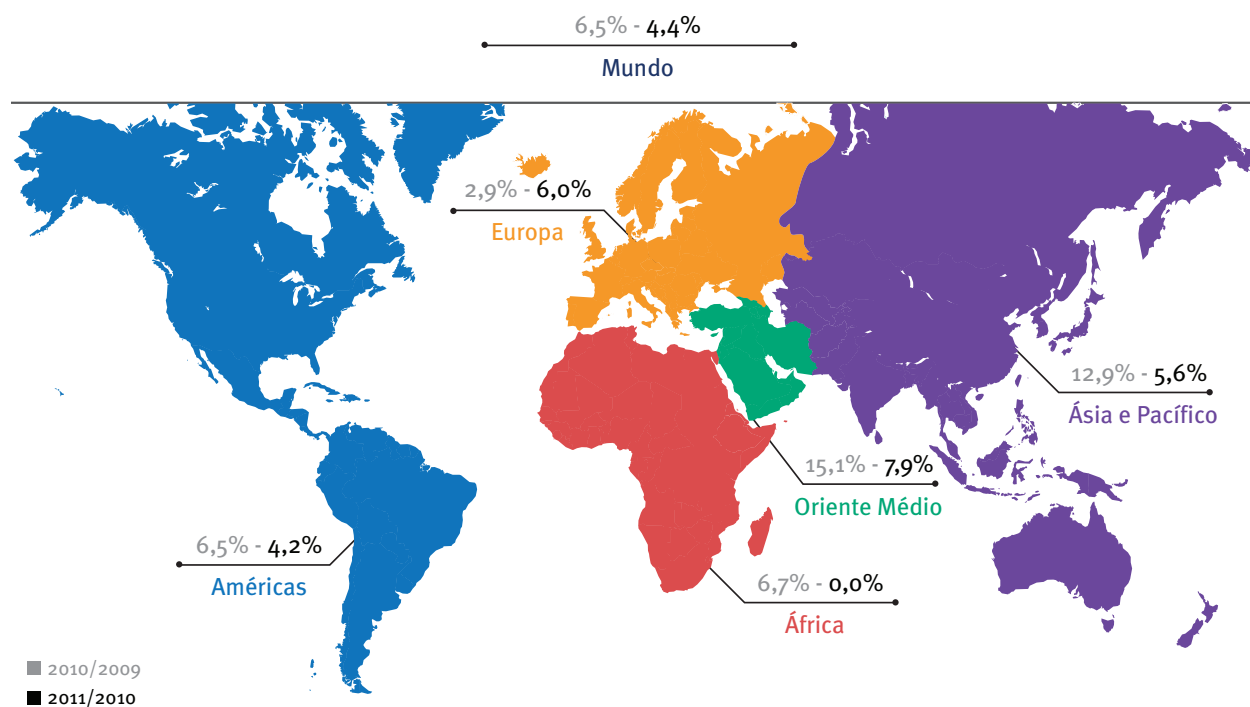 6,5% - 4,4%
Mundo
2,9% - 6,0%
Europa
12,9% - 5,6%
Ásia e Pacífico
15,1% - 7,9%
Oriente Médio
6,5% - 4,2%
Américas
6,7% - 0,0%
África
2010/2009
2011/2010